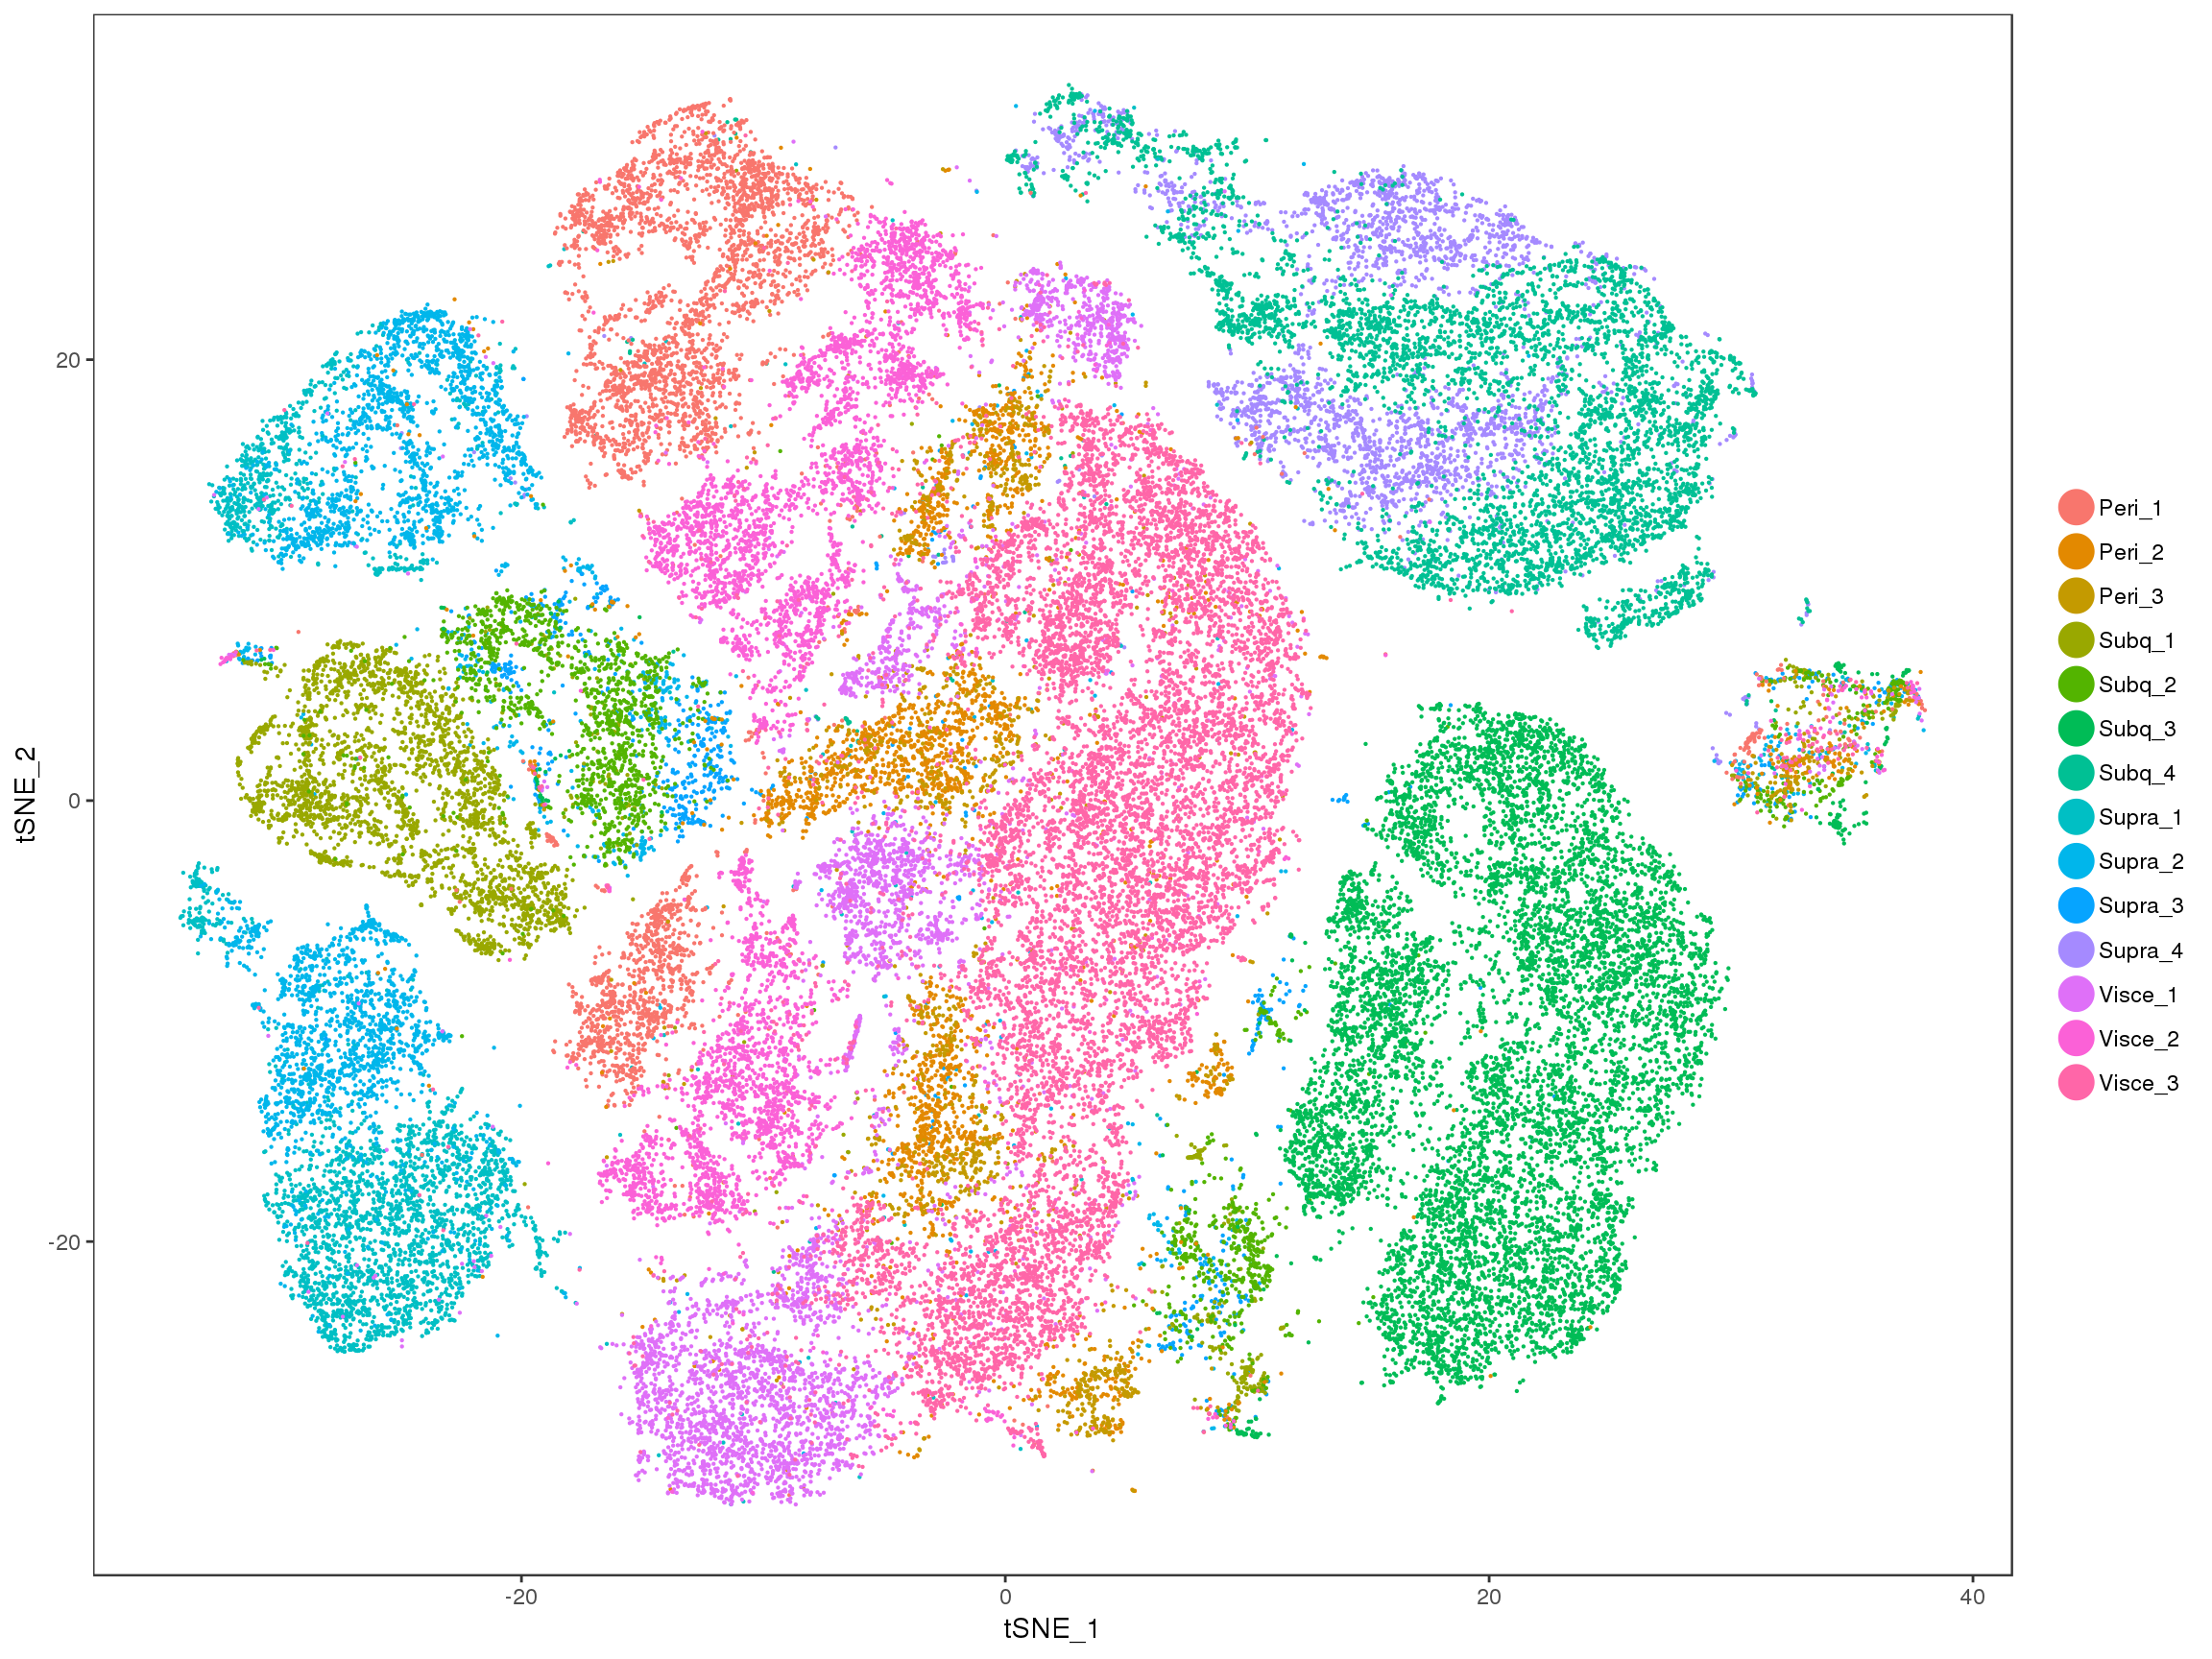 20
0
-20
tSNE_2
-20
0
20
40
tSNE_1
Peri_1
Peri_2
Peri_3
Subq_1
Subq_2
Subq_3
Subq_4
Supra_1
Supra_2
Supra_3
Supra_4
Visce_1
Visce_2
Visce_3